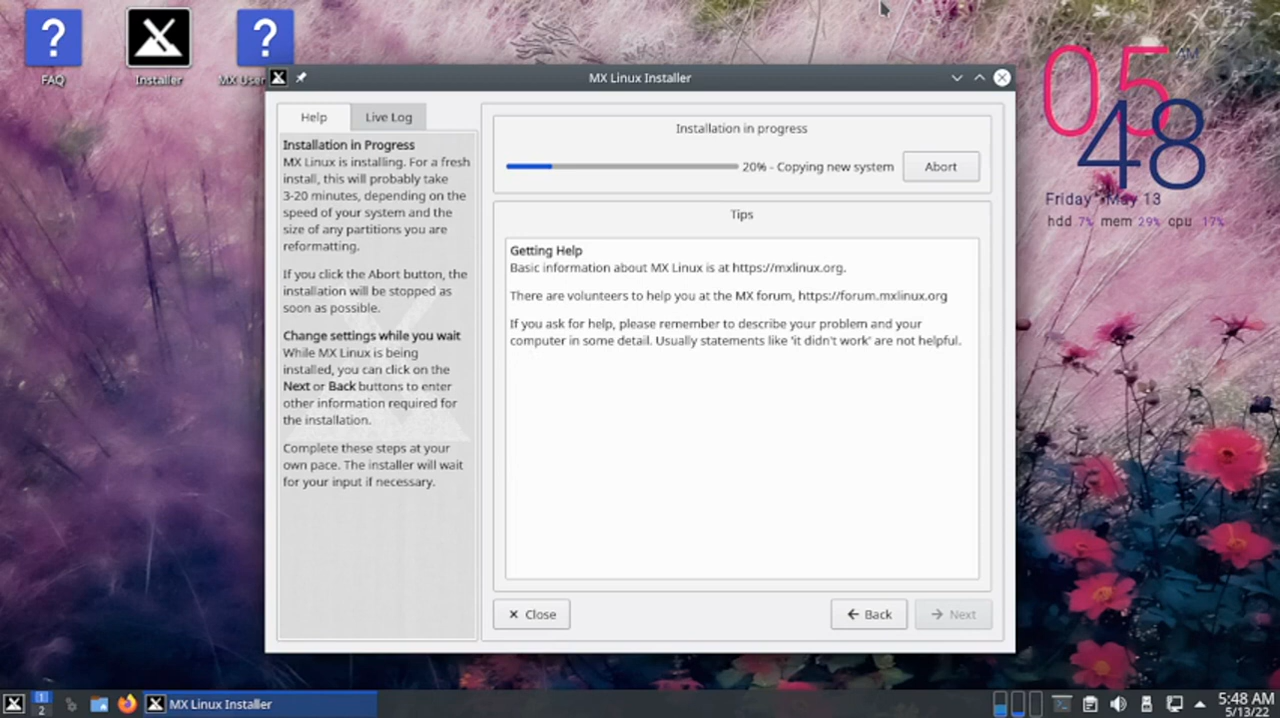 FAQ
Installer
MX User
MX Linux Installer
05
AM
48
Friday May 13
hdd 7% mem 29% cpu 17%
Help
Live Log
Installation in Progress
MX Linux is installing. For a fresh
install, this will probably take
3-20 minutes, depending on the
speed of your system and the
size of any partitions you are
reformatting.
If you click the Abort button, the
installation will be stopped as
soon as possible.
Change settings while you wait
While MX Linux is being
installed, you can click on the
Next or Back buttons to enter
other information required for
the installation.
Complete these steps at your
own pace. The installer will wait
for your input if necessary.
Installation in progress
20% - Copying new system
Abort
Tips
Getting Help
Basic information about MX Linux is at https://mxlinux.org.
There are volunteers to help you at the MX forum, https://forum.mxlinux.org
If you ask for help, please remember to describe your problem and your
computer in some detail. Usually statements like 'it didn't work' are not helpful.
Close
Back
Next
1
2
MX Linux Installer
5:48 AM
5/13/22